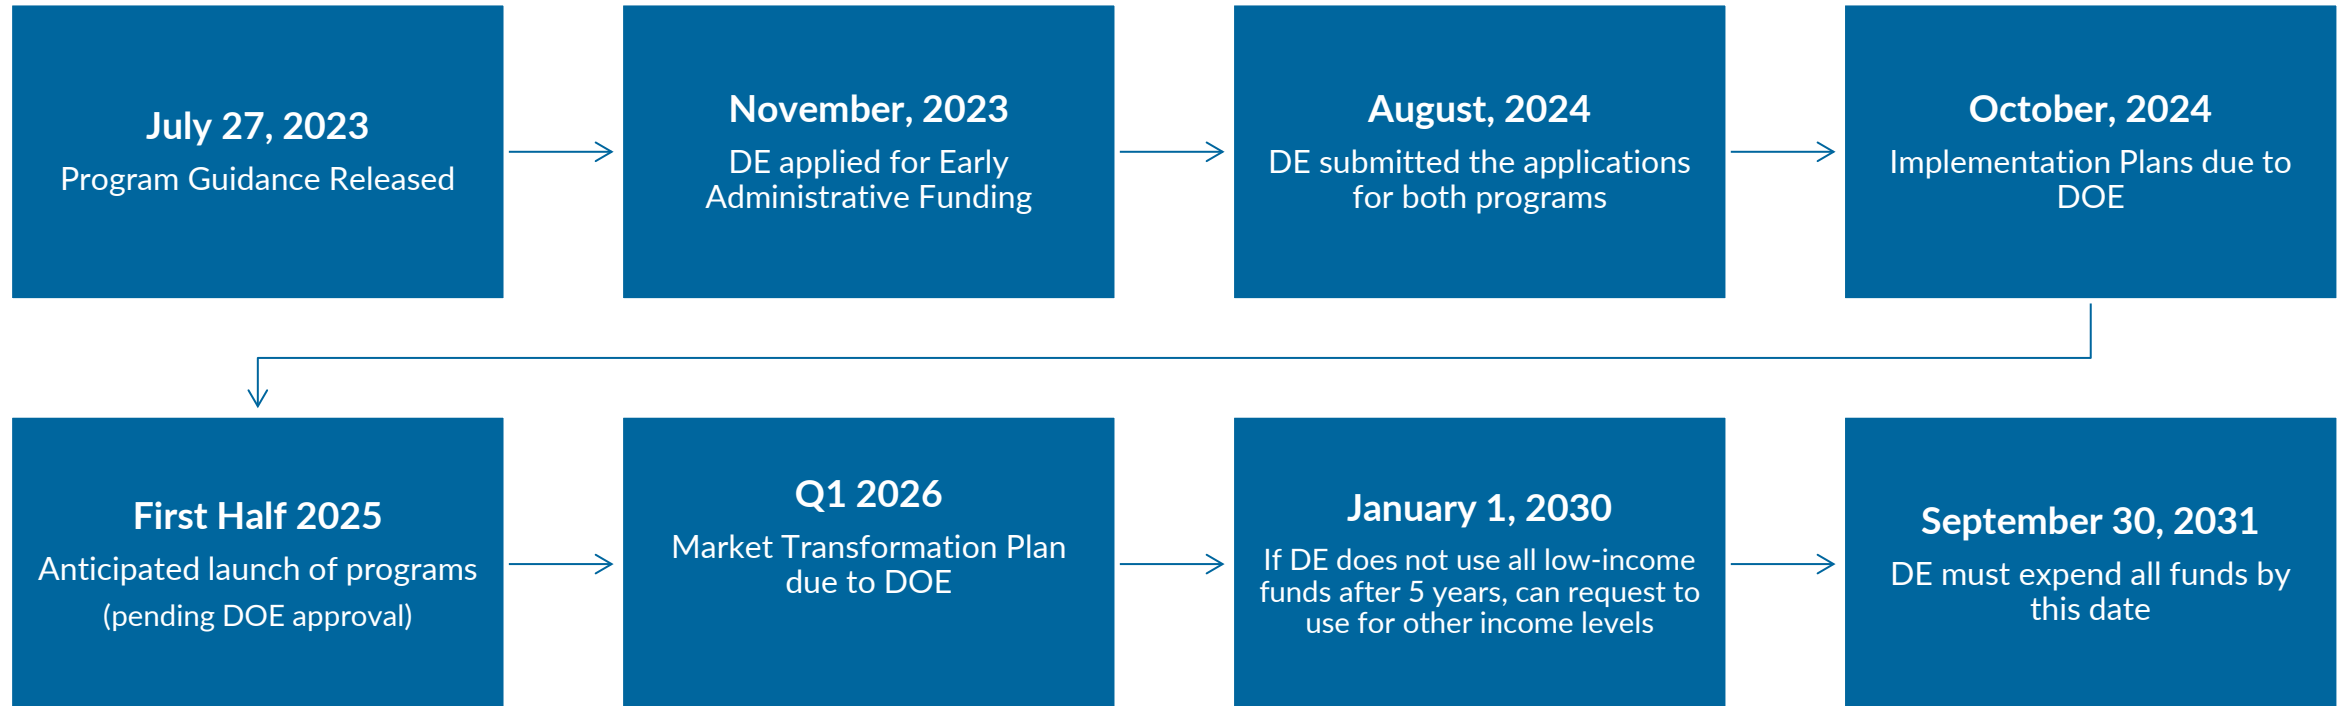 July 27, 2023
Program Guidance Released
November, 2023
DE applied for Early
Administrative Funding
August, 2024
DE submitted the applications
for both programs
October, 2024
Implementation Plans due to
DOE
First Half 2025
Anticipated launch of programs
(pending DOE approval)
Q1 2026
Market Transformation Plan
due to DOE
January 1, 2030
If DE does not use all low-income
funds after 5 years, can request to
use for other income levels
September 30, 2031
DE must expend all funds by
this date